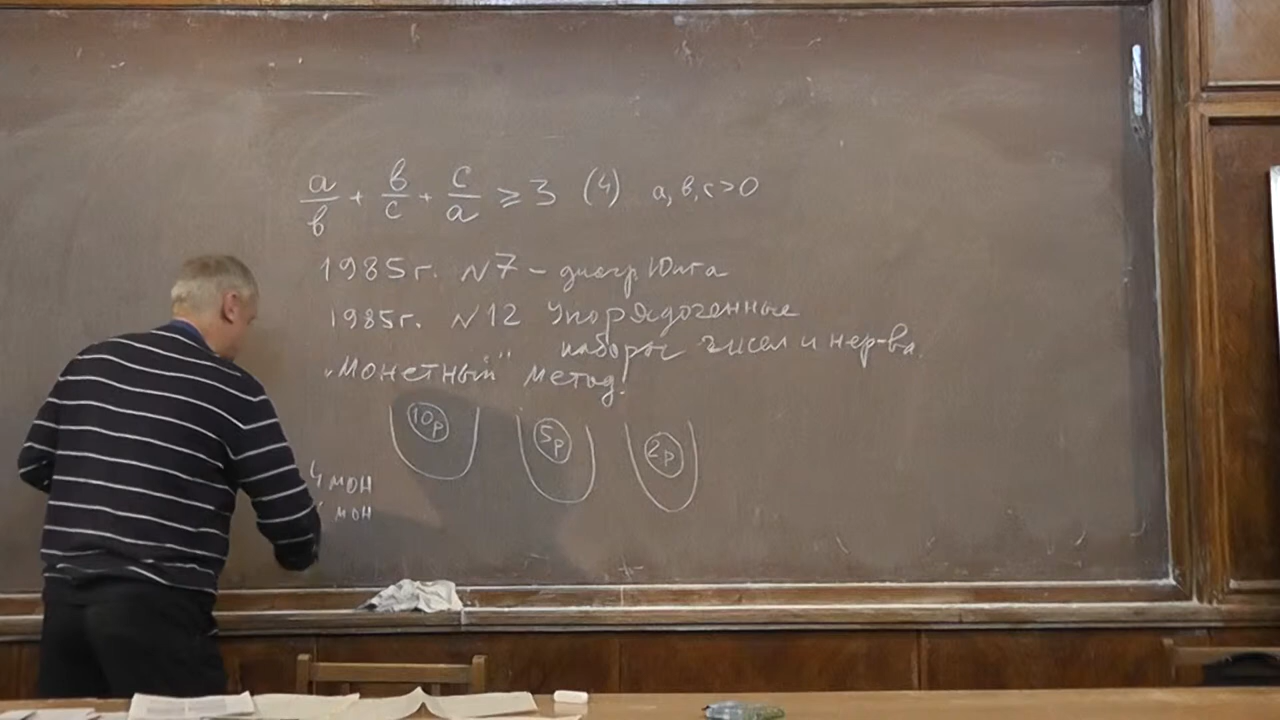 a/в + в/c + c/a ≥ 3 (4) a, в, c > 0
1985г. N7 - диагр. Юнга
1985г. N12 Упорядоченные
наборы чисел и нер-ва.
"Монетный" метод!
10р 5р 2р
4 мон
мон